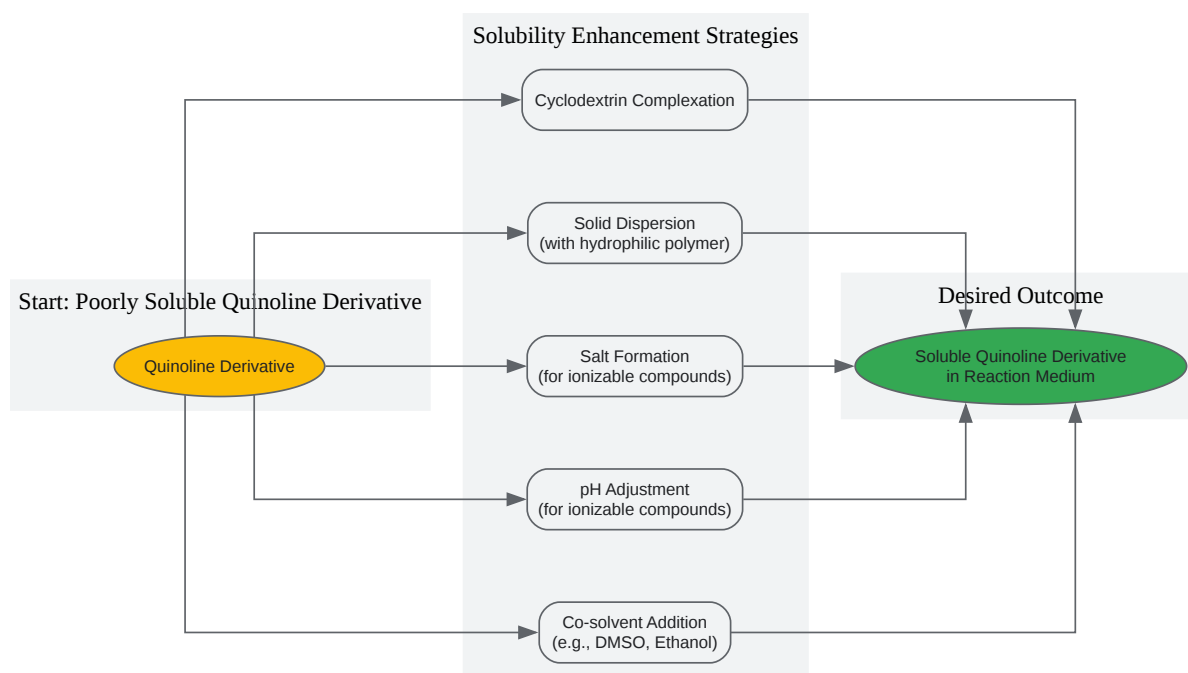 Solubility Enhancement Strategies
Cyclodextrin Complexation
Solid Dispersion
(with hydrophilic polymer)
Start: Poorly Soluble Quinoline Derivative
Quinoline Derivative
Salt Formation
(for ionizable compounds)
Desired Outcome
Soluble Quinoline Derivative
in Reaction Medium
pH Adjustment
(for ionizable compounds)
Co-solvent Addition
(e.g., DMSO, Ethanol)